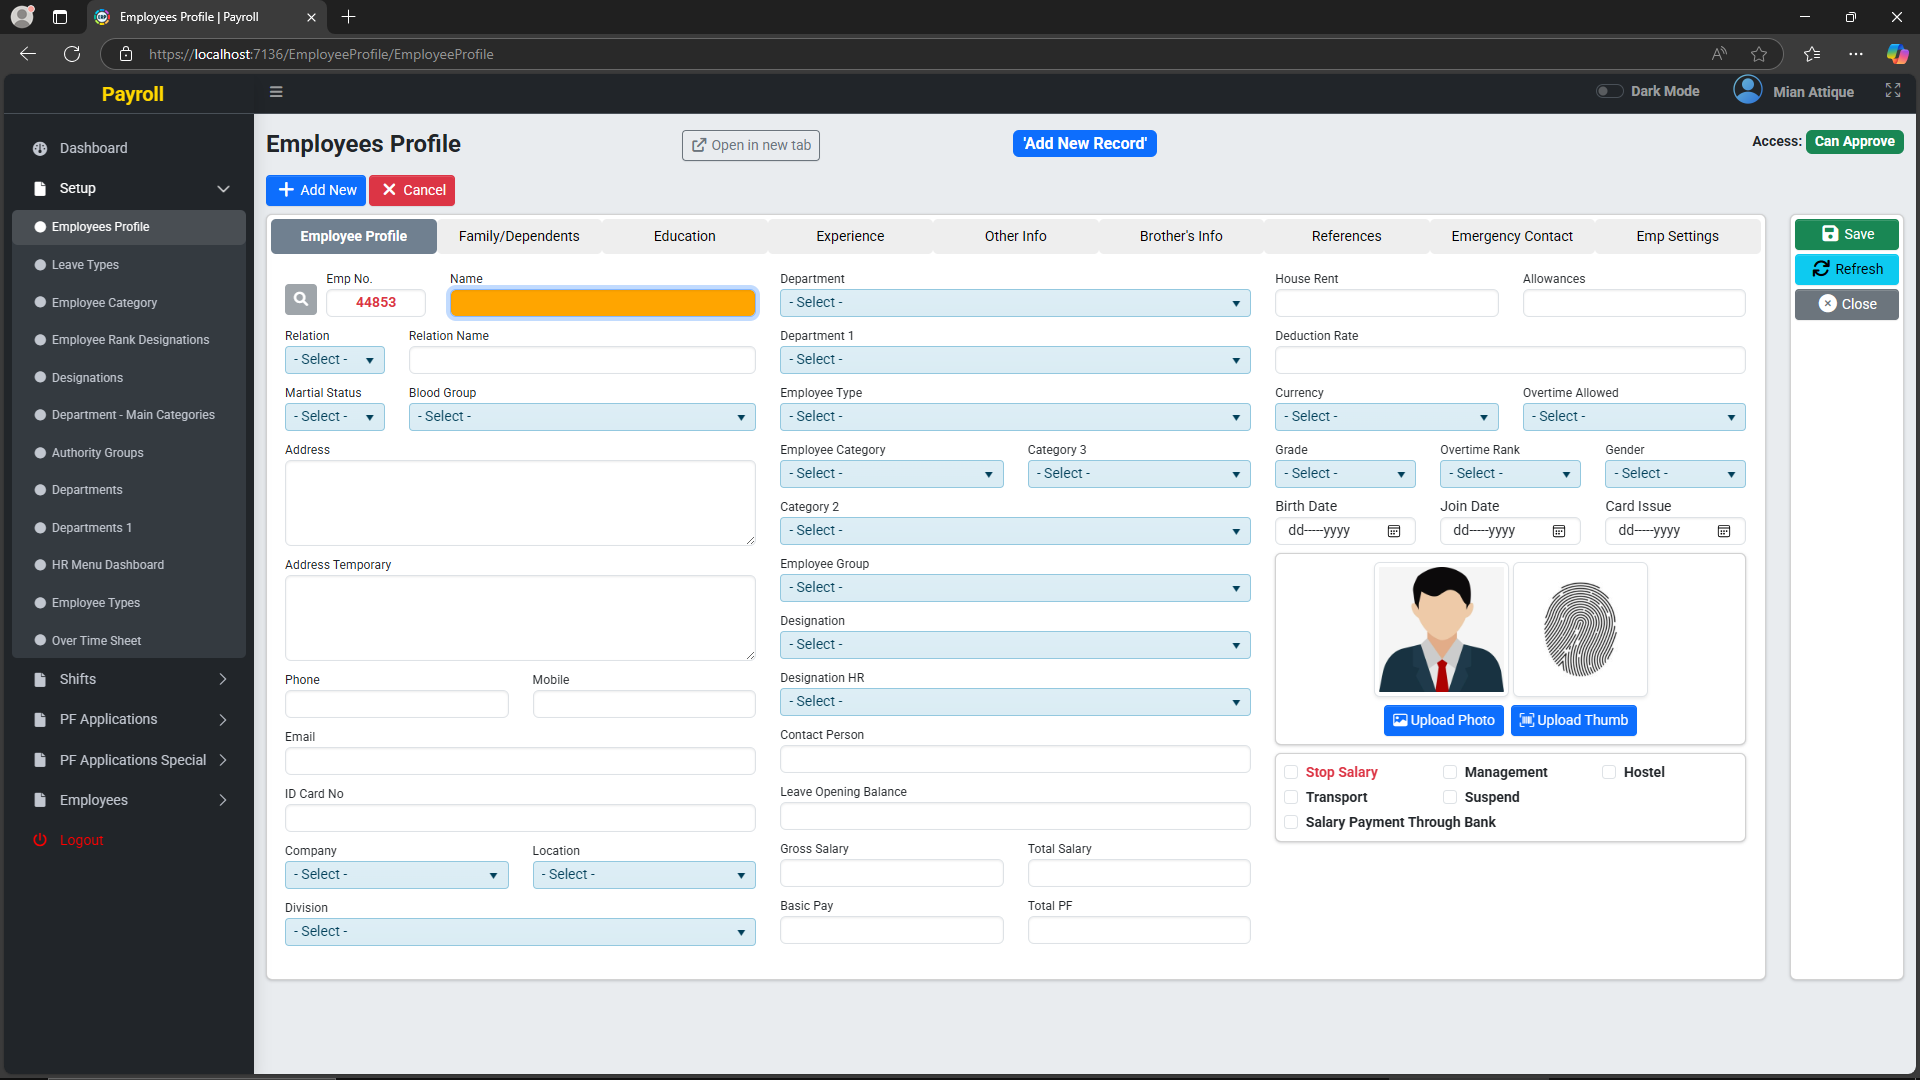 Employees Profile | Payroll
https://localhost:7136/EmployeeProfile/EmployeeProfile
Payroll
Dark Mode
Mian Attique
Dashboard
Setup
Employees Profile
Leave Types
Employee Category
Employee Rank Designations
Designations
Department - Main Categories
Authority Groups
Departments
Departments 1
HR Menu Dashboard
Employee Types
Over Time Sheet
Shifts
PF Applications
PF Applications Special
Employees
Logout
Employees Profile
Open in new tab
'Add New Record'
Access: Can Approve
Add New
Cancel
Employee Profile
Family/Dependents
Education
Experience
Other Info
Brother's Info
References
Emergency Contact
Emp Settings
Emp No.
44853
Name
Relation
- Select -
Relation Name
Martial Status
- Select -
Blood Group
- Select -
Address
Address Temporary
Phone
Mobile
Email
ID Card No
Company
- Select -
Location
- Select -
Division
- Select -
Department
- Select -
Department 1
- Select -
Employee Type
- Select -
Employee Category
- Select -
Category 3
- Select -
Category 2
- Select -
Employee Group
- Select -
Designation
- Select -
Designation HR
- Select -
Contact Person
Leave Opening Balance
Gross Salary
Total Salary
Basic Pay
Total PF
House Rent
Allowances
Deduction Rate
Currency
- Select -
Overtime Allowed
- Select -
Grade
- Select -
Overtime Rank
- Select -
Gender
- Select -
Birth Date
dd-----yyyy
Join Date
dd-----yyyy
Card Issue
dd-----yyyy
Upload Photo
Upload Thumb
Stop Salary
Management
Hostel
Transport
Suspend
Salary Payment Through Bank
Save
Refresh
Close